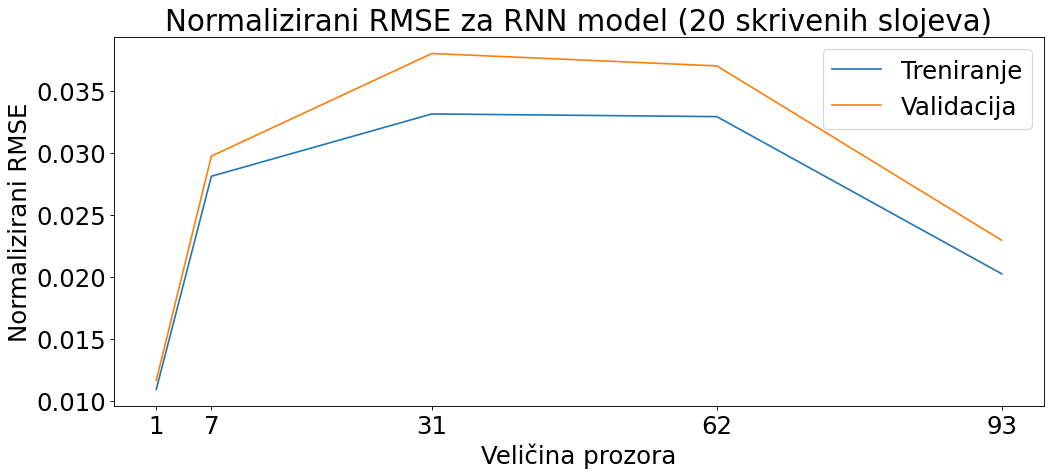 Normalizirani RMSE za RNN model (20 skrivenih slojeva)
Treniranje
Validacija
Normalizirani RMSE
0.035
0.030
0.025
0.020
0.015
0.010
1 7 31 62 93
Veličina prozora